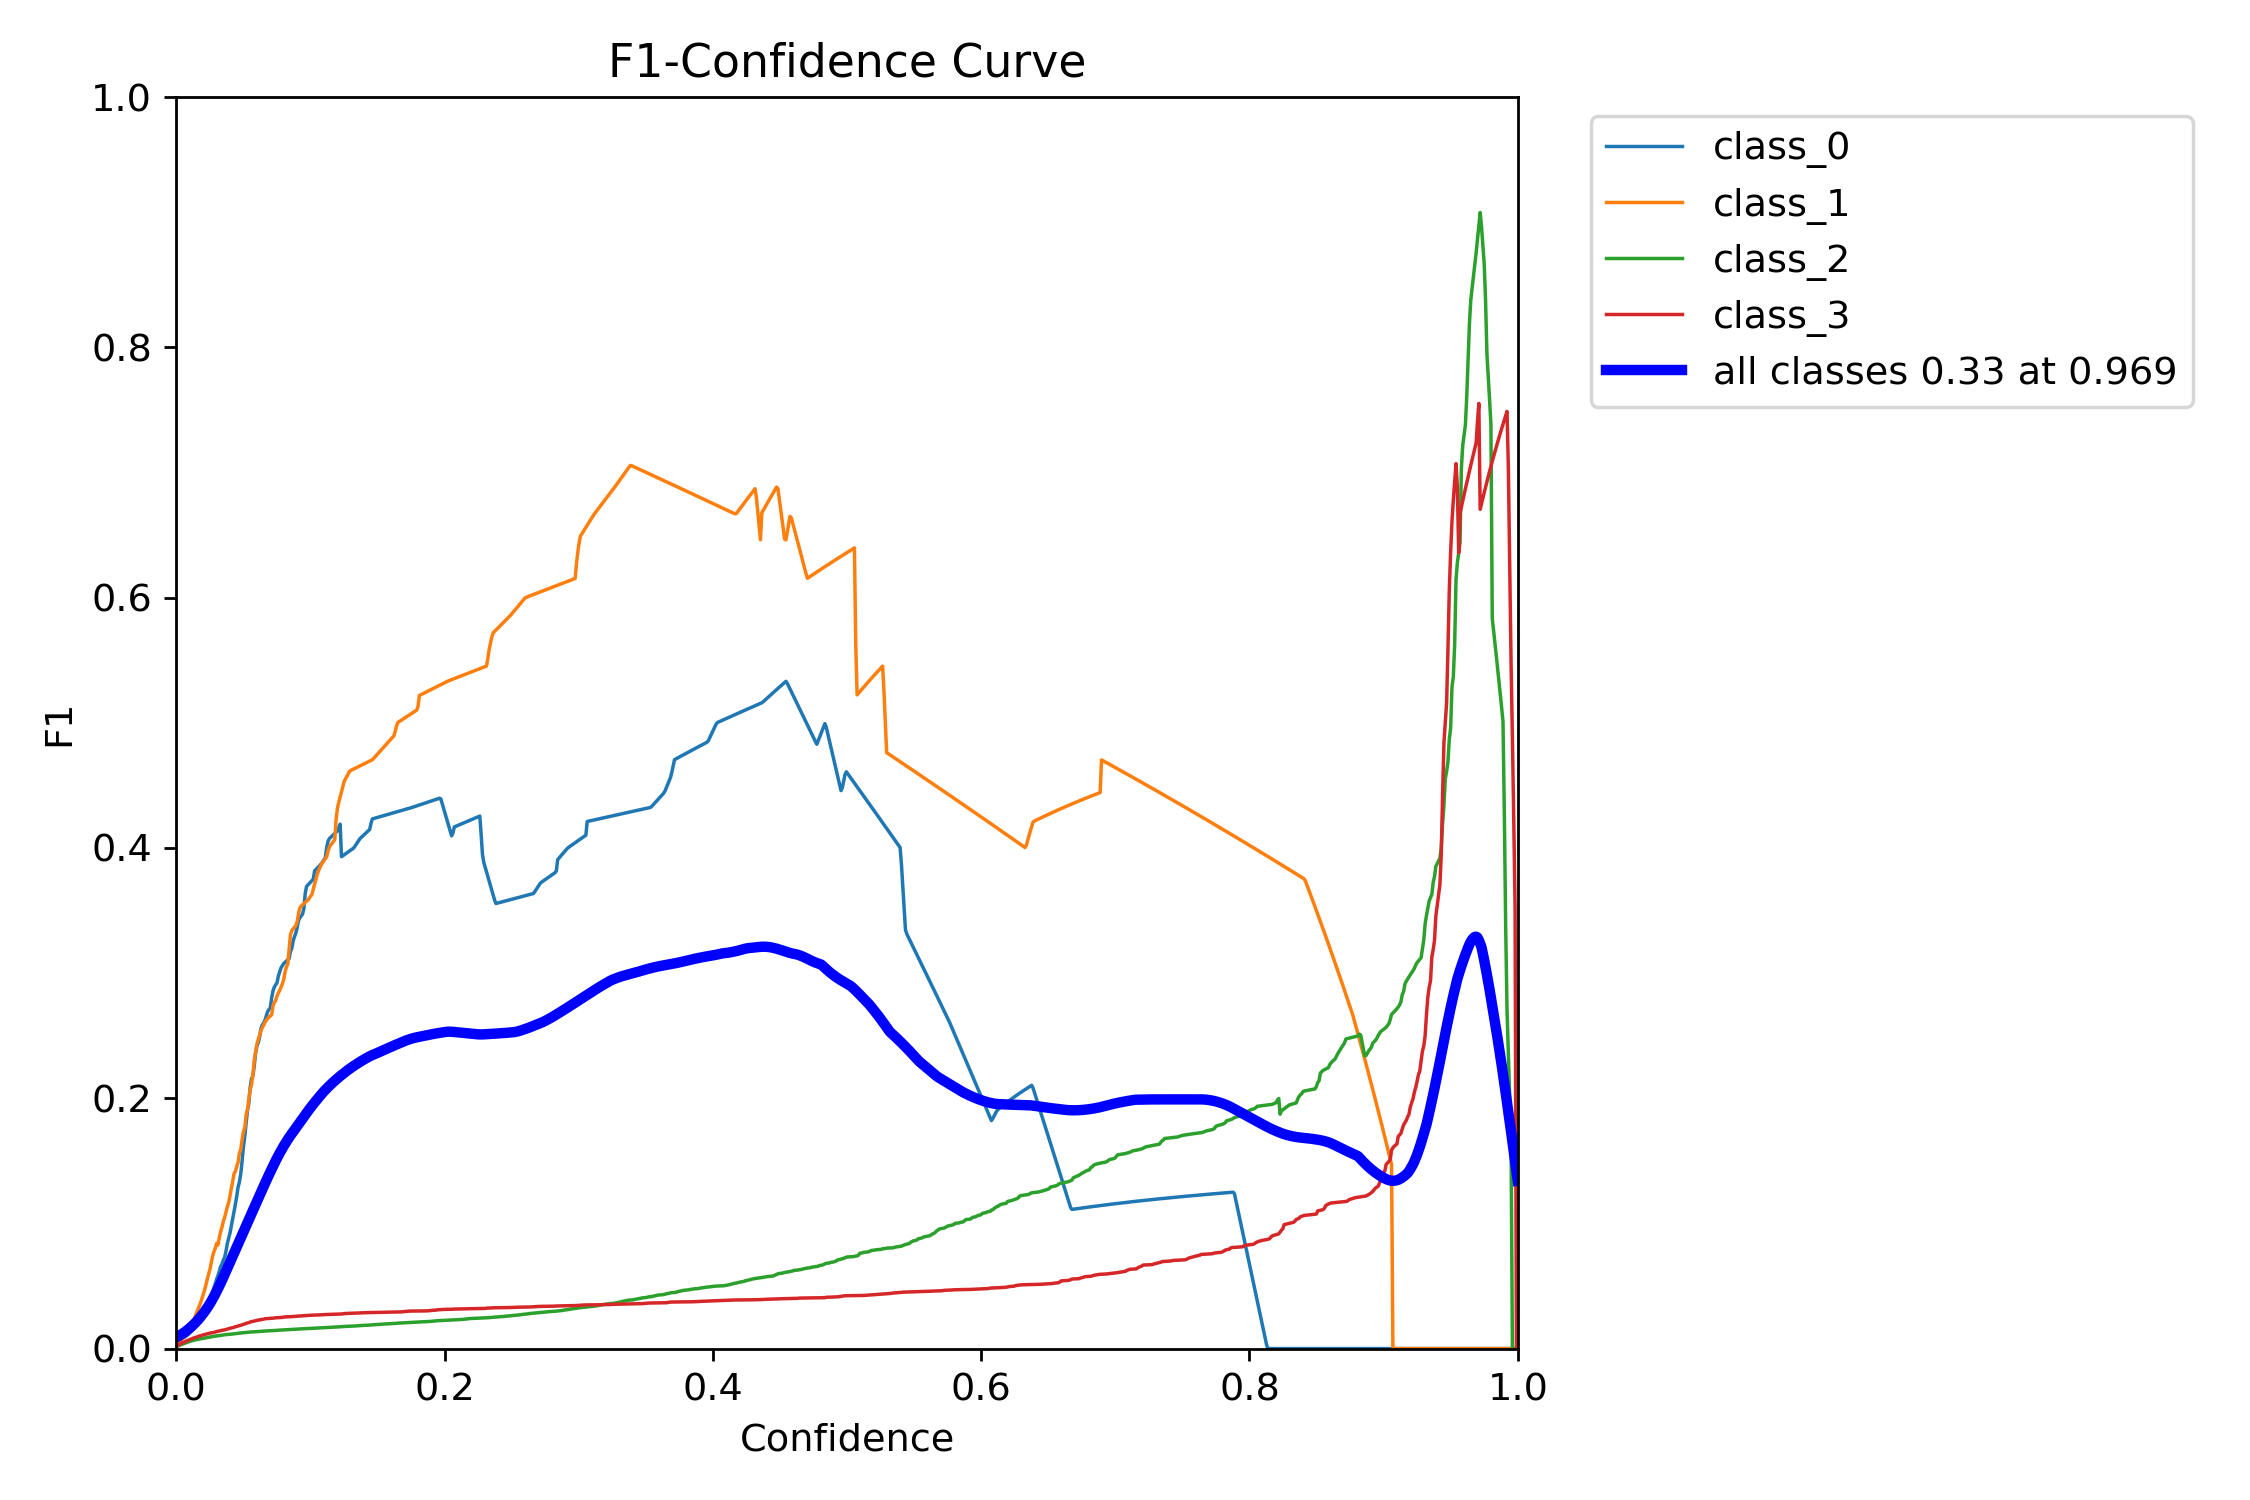 F1-Confidence Curve
1.0
0.8
0.6
0.4
0.2
0.0
F1
0.0 0.2 0.4 0.6 0.8 1.0
Confidence
class_0
class_1
class_2
class_3
all classes 0.33 at 0.969